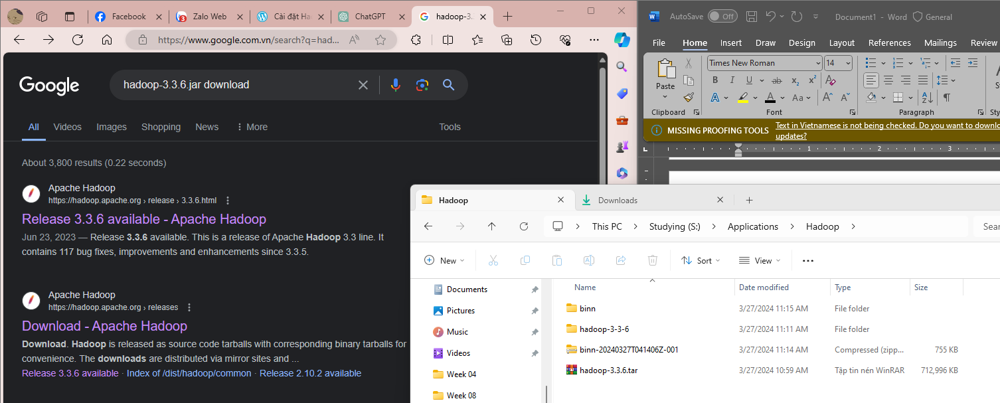 Facebook
Zalo Web
Cài đặt Ha
ChatGPT
hadoop-3.
https://www.google.com.vn/search?q=had...
Google
hadoop-3.3.6.jar download
All Videos Images Shopping News More Tools
About 3,800 results (0.22 seconds)
Apache Hadoop
https://hadoop.apache.org › release › 3.3.6.html
Release 3.3.6 available - Apache Hadoop
Jun 23, 2023 — Release 3.3.6 available. This is a release of Apache Hadoop 3.3 line. It
contains 117 bug fixes, improvements and enhancements since 3.3.5.
Apache Hadoop
https://hadoop.apache.org › releases
Download - Apache Hadoop
Download. Hadoop is released as source code tarballs with corresponding binary tarballs for
convenience. The downloads are distributed via mirror sites and ...
Release 3.3.6 available · Index of /dist/hadoop/common · Release 2.10.2 available
AutoSave Off Document1 - Word General
File Home Insert Draw Design Layout References Mailings Review
Paste
Times New Roman 14
B I U ab x₂ x² A
A A Aa A A
Clipboard Font Paragraph Sty
MISSING PROOFING TOOLS Text in Vietnamese is not being checked. Do you want to downlo
updates?
1 2 3
Hadoop
Downloads
This PC > Studying (S:) > Applications > Hadoop >
Sear
New Sort View ...
Documents
Pictures
Music
Videos
Week 04
Week 08
Name Date modified Type Size
binn 3/27/2024 11:15 AM File folder
hadoop-3-3-6 3/27/2024 11:11 AM File folder
binn-20240327T041406Z-001 3/27/2024 11:14 AM Compressed (zipp... 755 KB
hadoop-3.3.6.tar 3/27/2024 10:59 AM Tập tin nén WinRAR 712,996 KB